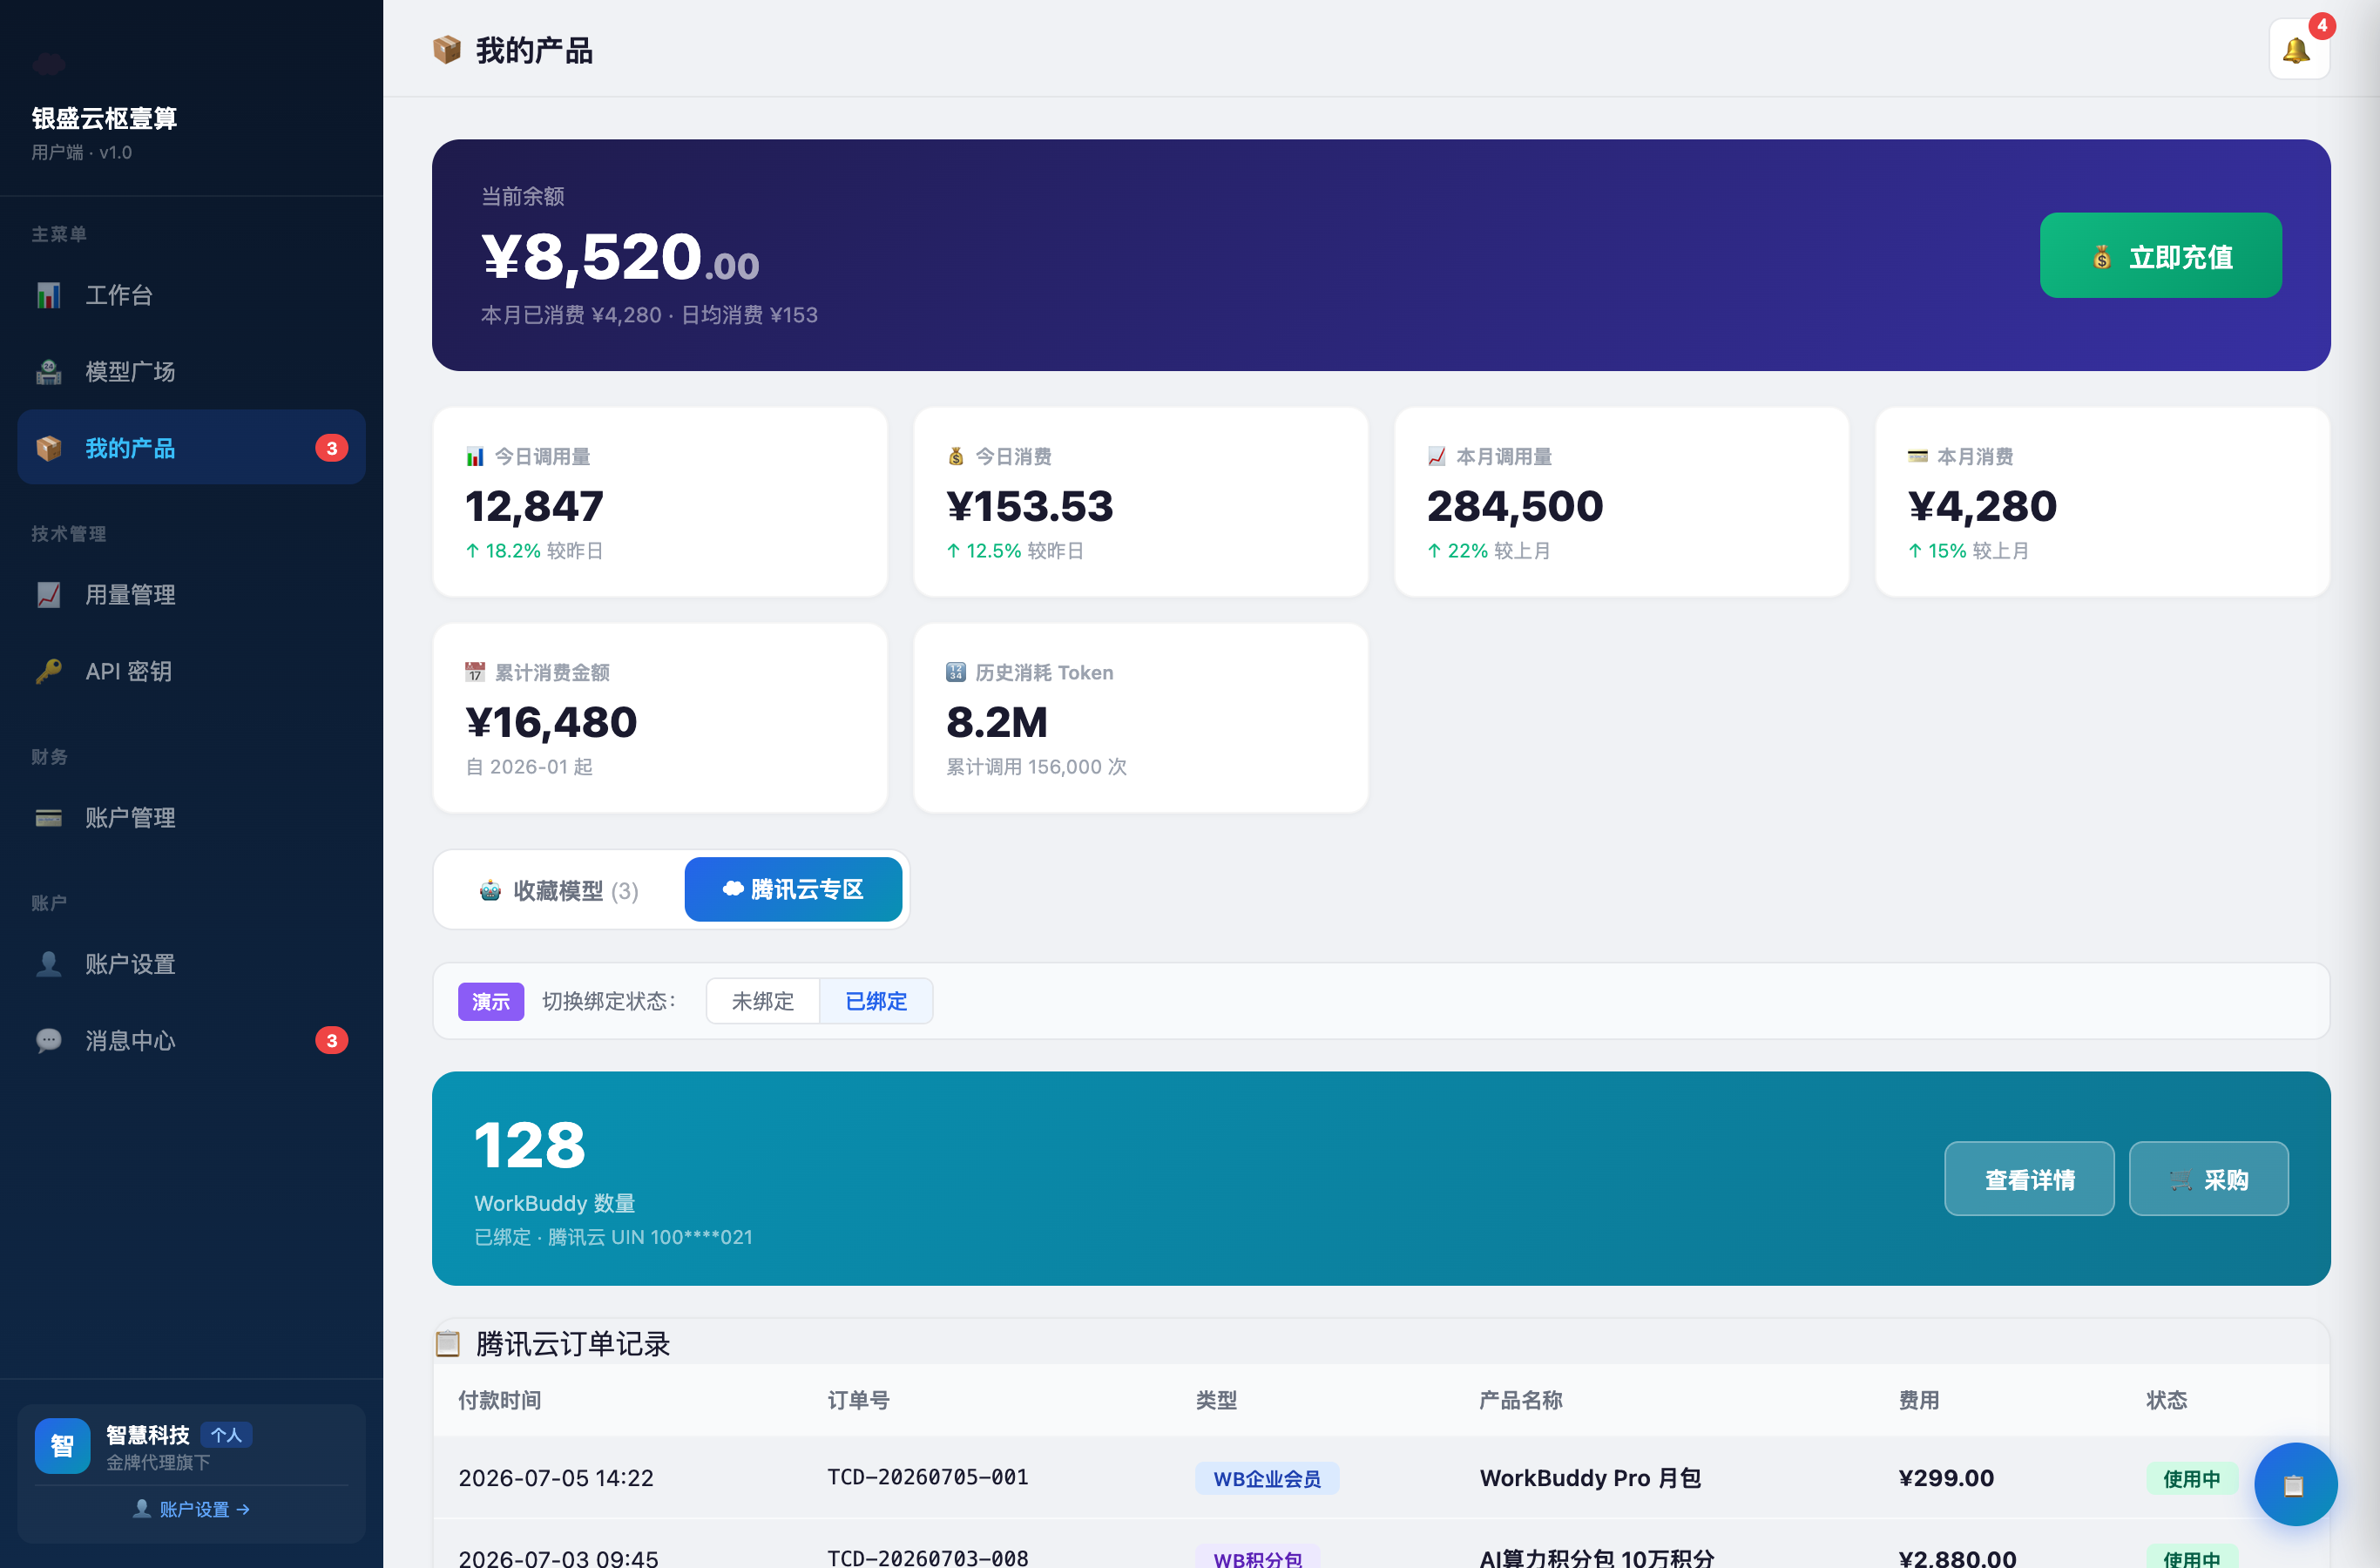 银盛云枢壹算
用户端 · v1.0
主菜单
工作台
模型广场
我的产品 3
技术管理
用量管理
API 密钥
财务
账户管理
账户
账户设置
消息中心 3
智
智慧科技 个人
金牌代理旗下
账户设置 →
我的产品
4
当前余额
¥8,520.00
本月已消费 ¥4,280 · 日均消费 ¥153
立即充值
今日调用量
12,847
↑ 18.2% 较昨日
今日消费
¥153.53
↑ 12.5% 较昨日
本月调用量
284,500
↑ 22% 较上月
本月消费
¥4,280
↑ 15% 较上月
累计消费金额
¥16,480
自 2026-01 起
历史消耗 Token
8.2M
累计调用 156,000 次
收藏模型 (3) 腾讯云专区
演示 切换绑定状态: 未绑定 已绑定
128
WorkBuddy 数量
已绑定 · 腾讯云 UIN 100****021
查看详情 采购
腾讯云订单记录
付款时间 订单号 类型 产品名称 费用 状态
2026-07-05 14:22 TCD-20260705-001 WB企业会员 WorkBuddy Pro 月包 ¥299.00 使用中
2026-07-03 09:45 TCD-20260703-008 WB积分包 AI算力积分包 10万积分 ¥2,880.00 使用中